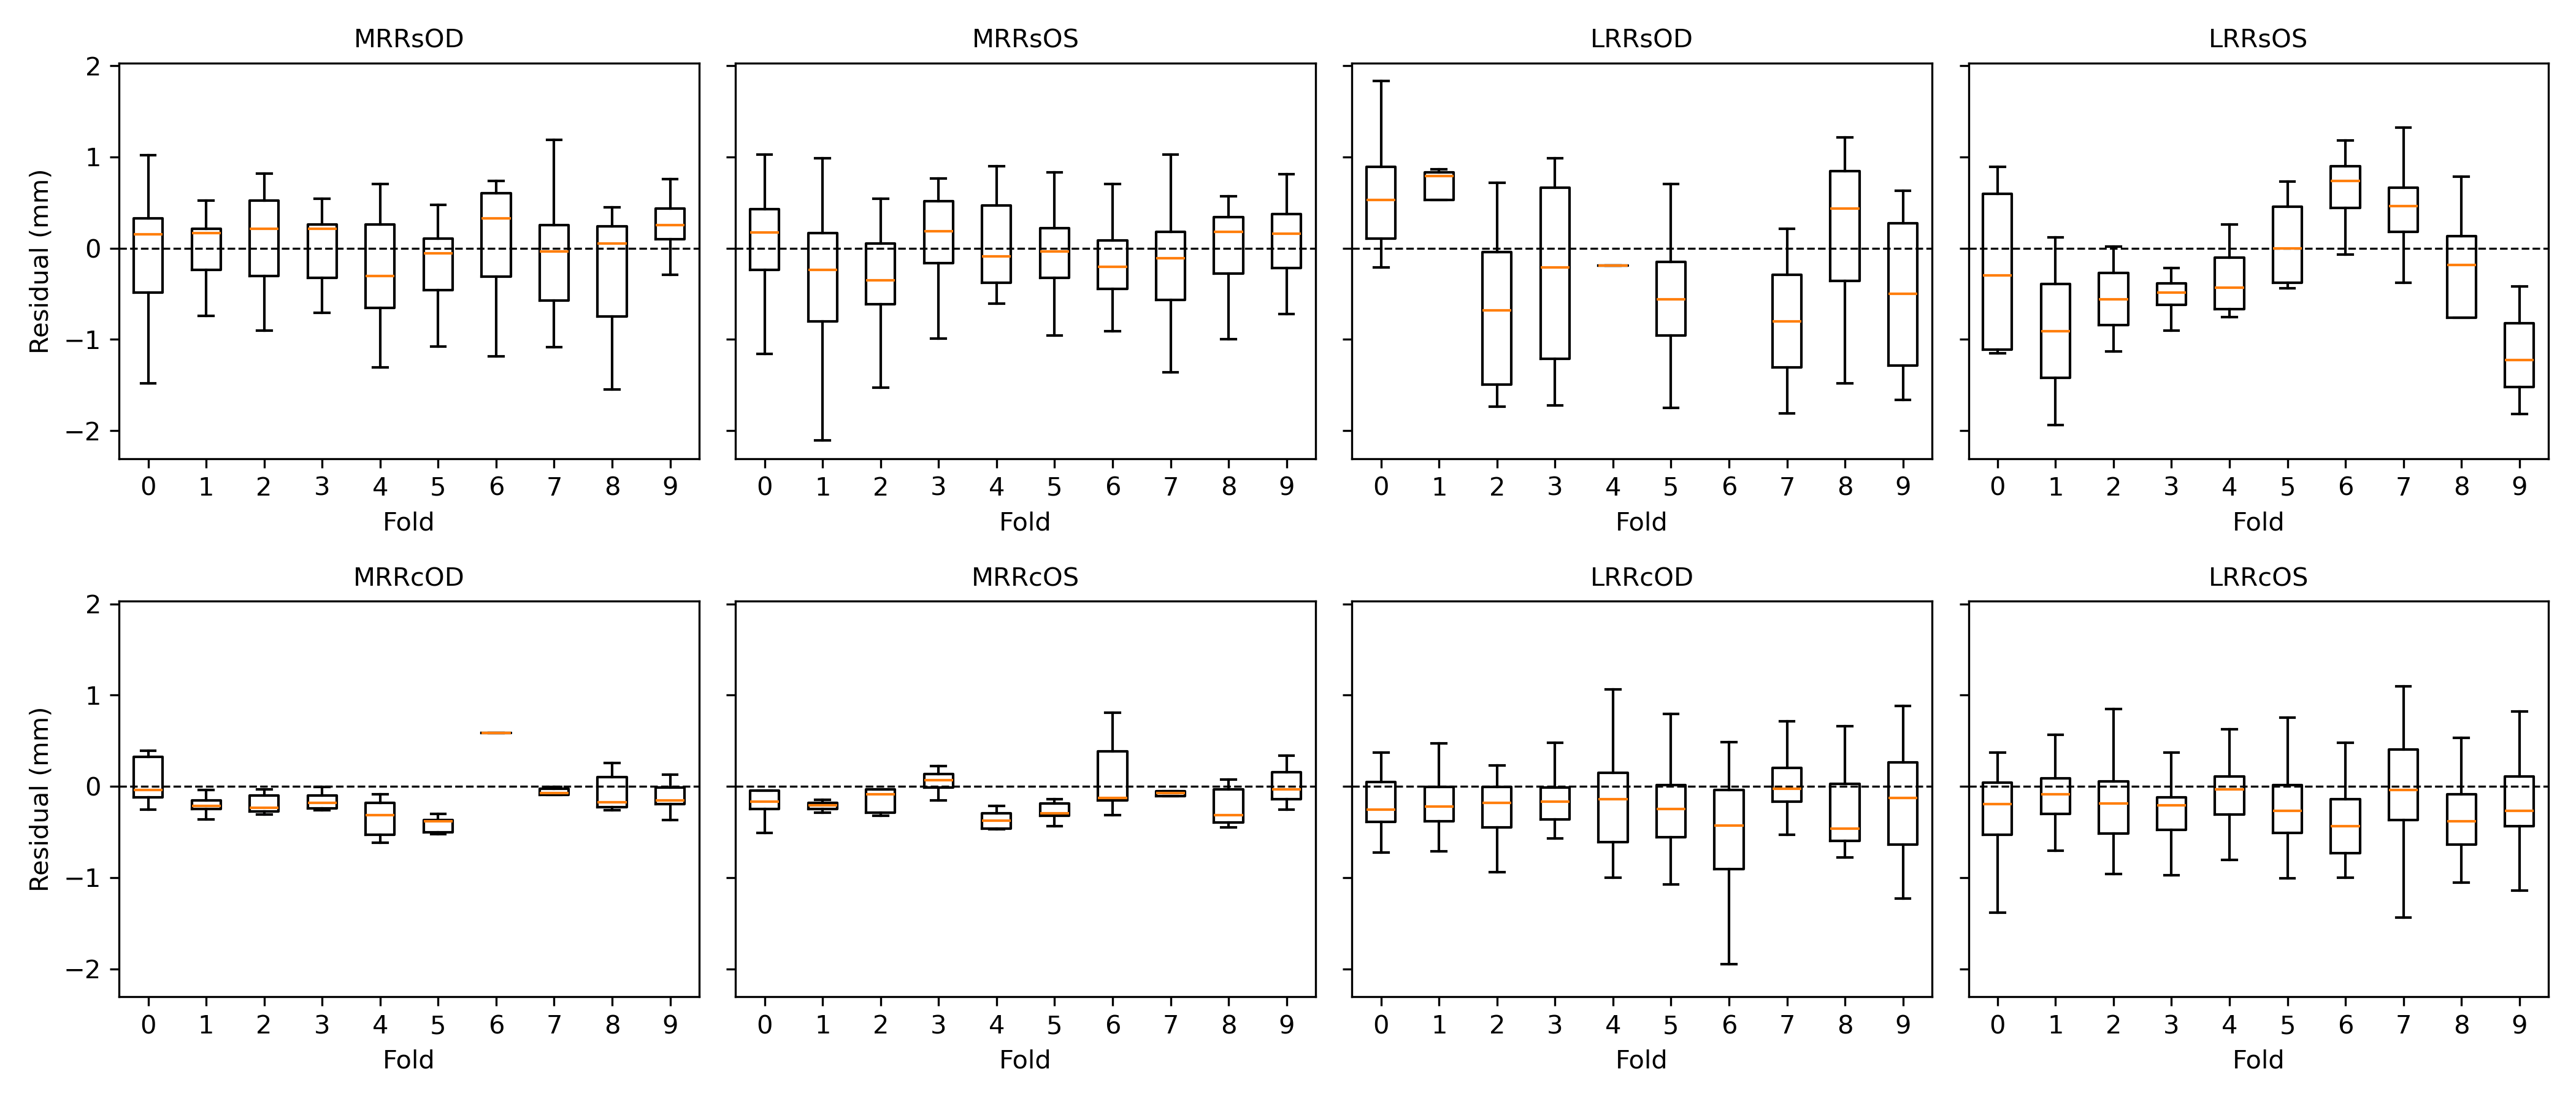 MRRsOD MRRsOS LRRsOD LRRsOS
Residual (mm)
2
1
0
−1
−2
0 1 2 3 4 5 6 7 8 9 0 1 2 3 4 5 6 7 8 9 0 1 2 3 4 5 6 7 8 9 0 1 2 3 4 5 6 7 8 9
Fold Fold Fold Fold
MRRcOD MRRcOS LRRcOD LRRcOS
Residual (mm)
2
1
0
−1
−2
0 1 2 3 4 5 6 7 8 9 0 1 2 3 4 5 6 7 8 9 0 1 2 3 4 5 6 7 8 9 0 1 2 3 4 5 6 7 8 9
Fold Fold Fold Fold